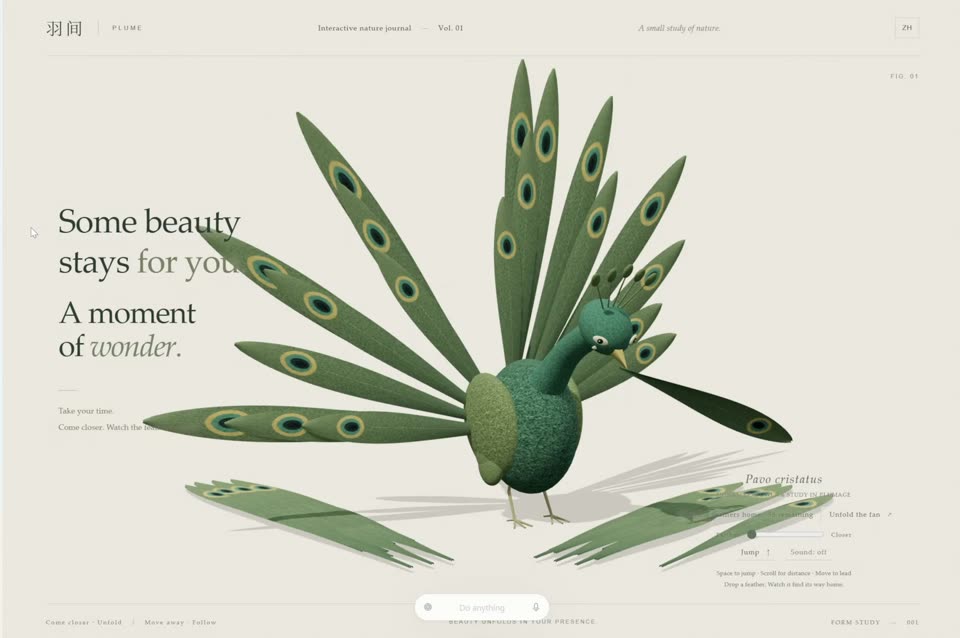 羽间
PLUME
Interactive nature journal — Vol. 01
A small study of nature.
ZH
FIG. 01
Some beauty
stays for you.
A moment
of wonder.
Take your time.
Come closer. Watch the
Pavo cristatus
STUDY IN PLUMAGE
Unfold the fan ↗
Closer
Jump ↑ Sound: off
Space to jump · Scroll for distance · Move to lead
Drop a feather. Watch it find its way home.
Do anything
Come closer · Unfold / Move away · Follow
BEAUTY UNFOLDS IN YOUR PRESENCE.
FORM STUDY — 001